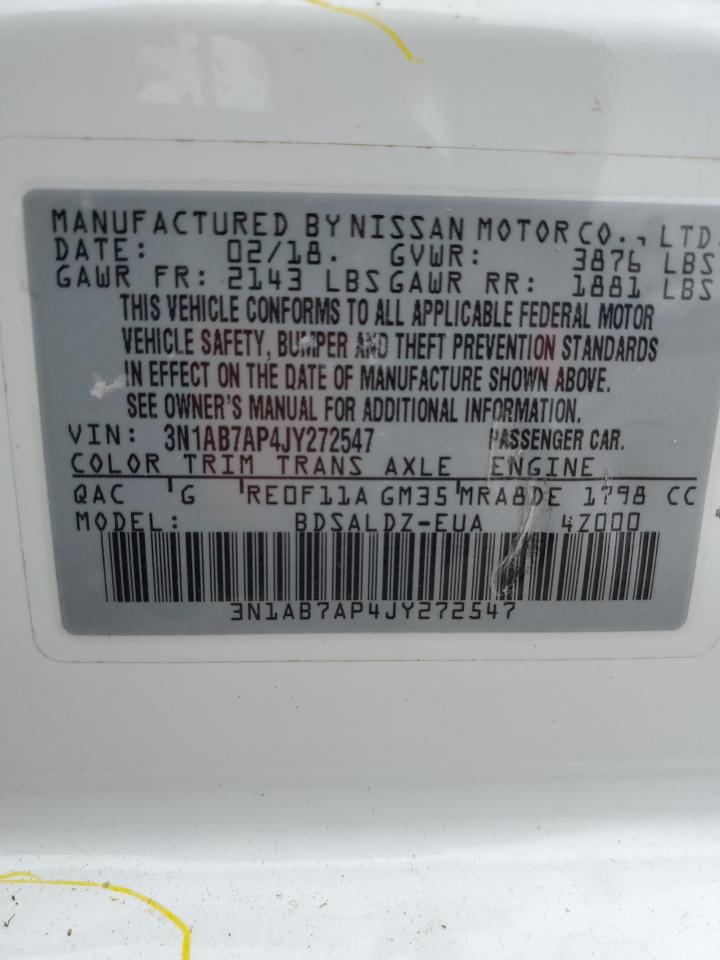 MANUFACTURED BY NISSAN MOTOR CO., LTD.
DATE: 02/18. GVWR: 3876 LBS
GAWR FR: 2143 LBS GAWR RR: 1881 LBS
THIS VEHICLE CONFORMS TO ALL APPLICABLE FEDERAL MOTOR
VEHICLE SAFETY, BUMPER AND THEFT PREVENTION STANDARDS
IN EFFECT ON THE DATE OF MANUFACTURE SHOWN ABOVE.
SEE OWNER'S MANUAL FOR ADDITIONAL INFORMATION.
VIN: 3N1AB7AP4JY272547 PASSENGER CAR.
COLOR TRIM TRANS AXLE ENGINE
QAC G RE0F11A GM35 MRA8DE 1798 CC
MODEL: BDSALDZ-EUA 4Z000
3N1AB7AP4JY272547